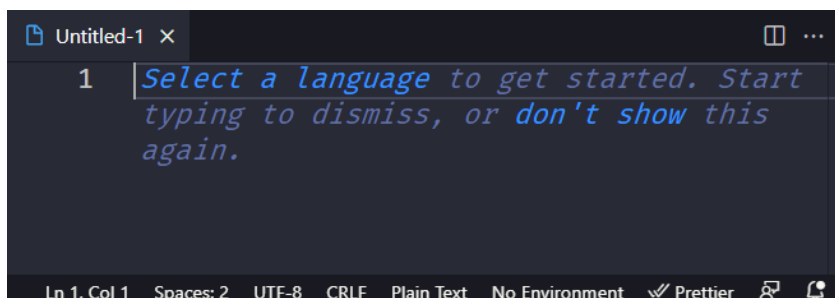 Untitled-1
1 Select a language to get started. Start
typing to dismiss, or don't show this
again.
Ln 1, Col 1 Spaces: 2 UTF-8 CRLF Plain Text No Environment Prettier